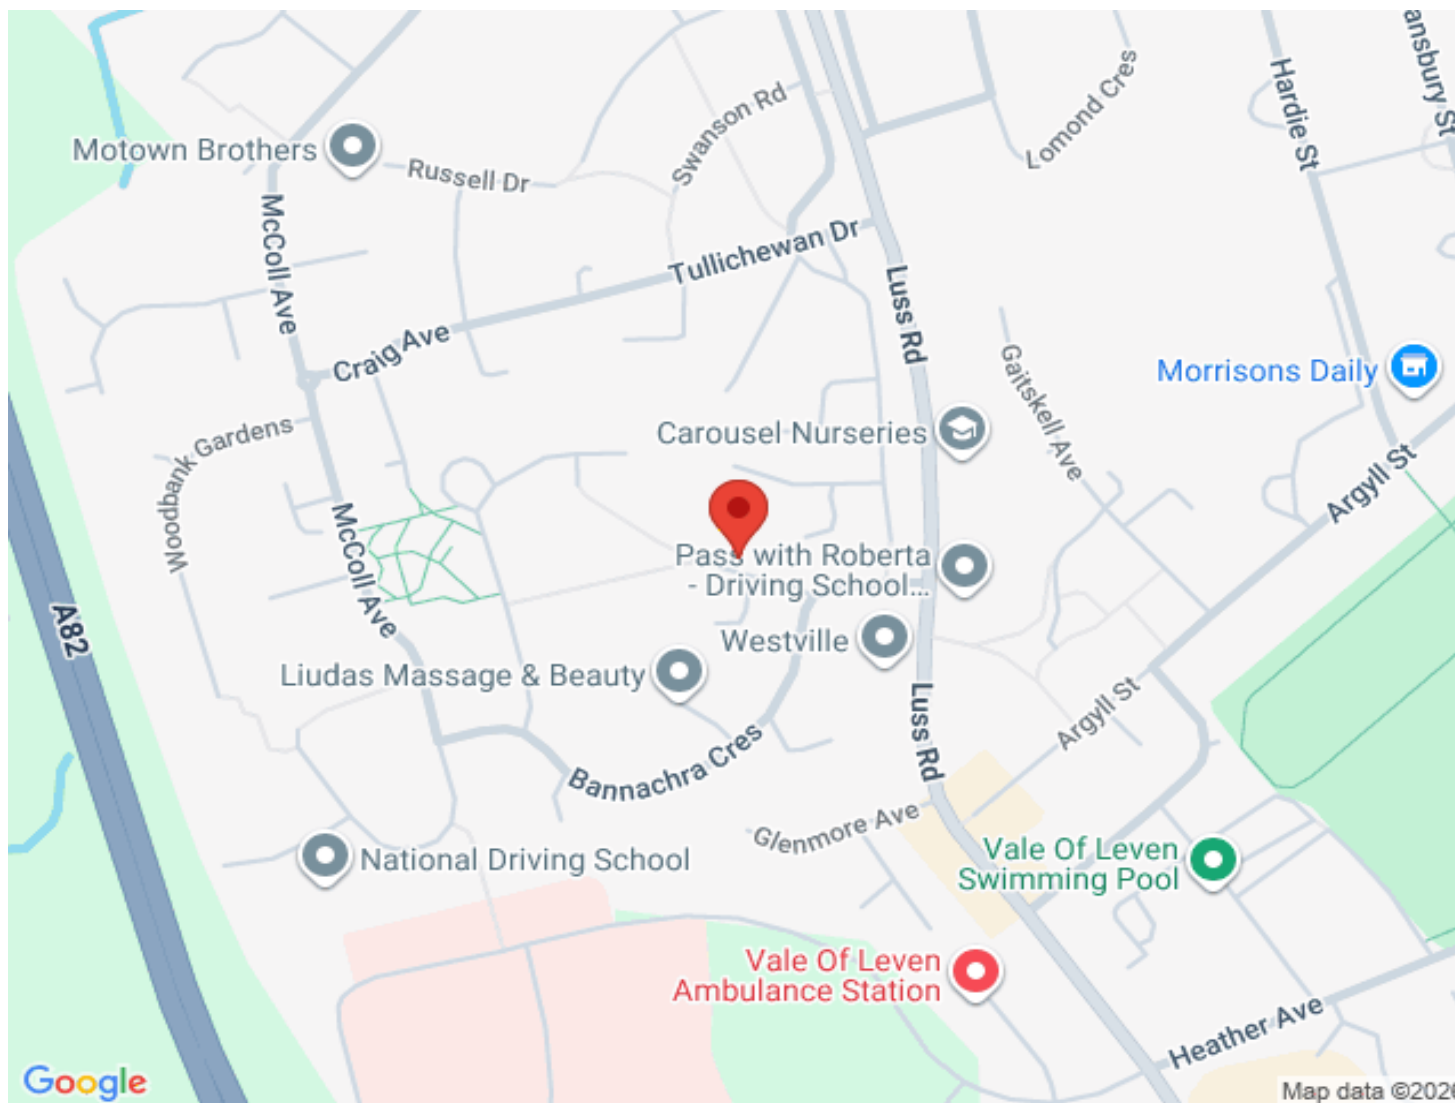 ansbury St
Hardie St
Lomond Cres
Swanson Rd
Motown Brothers
Russell Dr
McColl Ave
Tullichewan Dr
Luss Rd
Craig Ave
Gaitskell Ave
Morrisons Daily
Woodbank Gardens
Carousel Nurseries
Argyll St
McColl Ave
Pass with Roberta
- Driving School...
A82
Westville
Liudas Massage & Beauty
Argyll St
Luss Rd
Bannachra Cres
Glenmore Ave
National Driving School
Vale Of Leven
Swimming Pool
Vale Of Leven
Ambulance Station
Heather Ave
Google
Map data ©2026